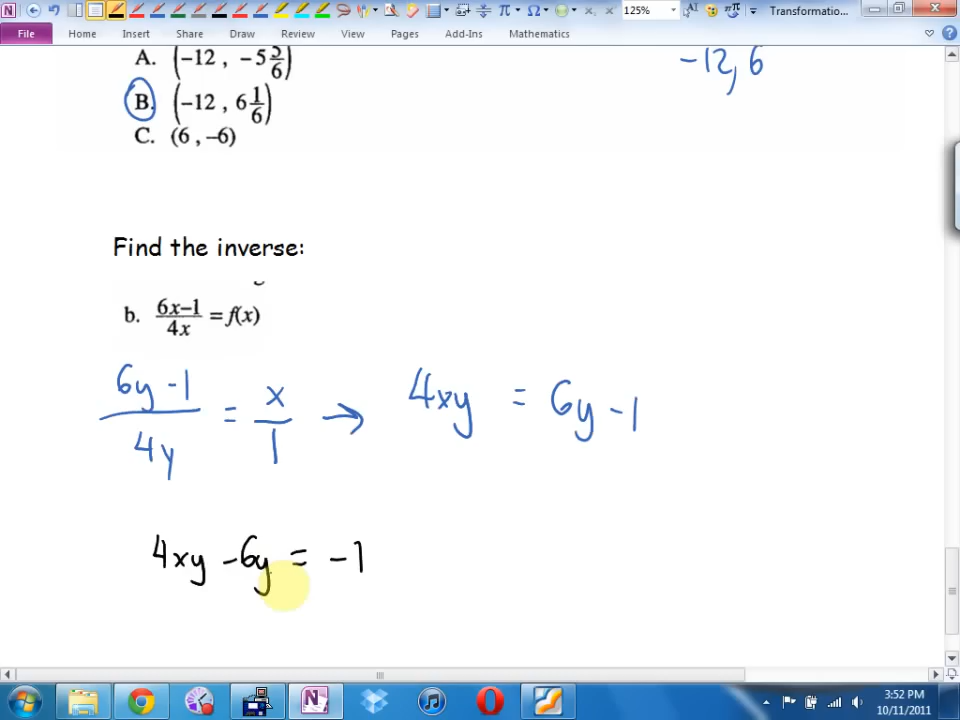 125% Transformatio...
File Home Insert Share Draw Review View Pages Add-Ins Mathematics
A. (-12 , -5 5/6)
-12, 6
B. (-12 , 6 1/6)
C. (6 , -6)
Find the inverse:
b. 6x-1/4x = f(x)
6y -1/4y = x/1 → 4xy = 6y -1
4xy - 6y = -1
3:52 PM
10/11/2011